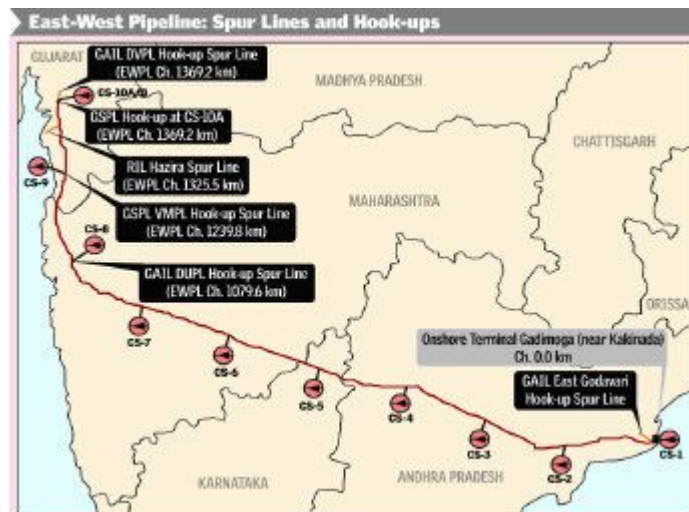 East-West Pipeline: Spur Lines and Hook-ups
GUJARAT
GAIL DVPL Hook-up Spur Line
(EWPL Ch. 1369.2 km)
CS-10A/B
MADHYA PRADESH
GSPL Hook-up at CS-10A
(EWPL Ch. 1369.2 km)
CHATTISGARH
RIL Hazira Spur Line
(EWPL Ch. 1325.5 km)
CS-9
MAHARASHTRA
GSPL VMPL Hook-up Spur Line
(EWPL Ch. 1239.8 km)
CS-8
GAIL DUPL Hook-up Spur Line
(EWPL Ch. 1079.6 km)
ORISSA
CS-7
Onshore Terminal Gadimoga (near Kakinada)
Ch. 0.0 km
CS-6
GAIL East Godavari
Hook-up Spur Line
CS-5
CS-4
CS-3
CS-1
CS-2
KARNATAKA
ANDHRA PRADESH